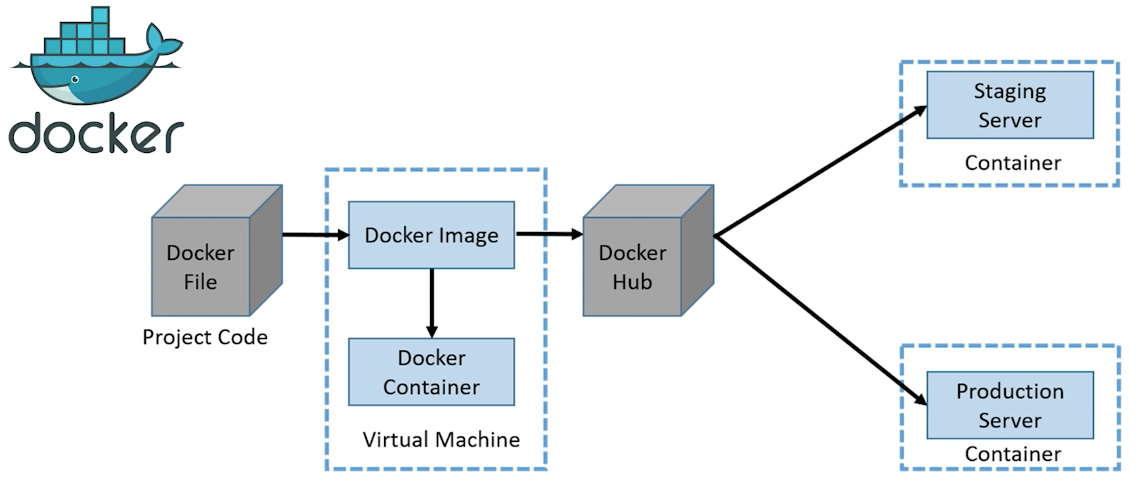 docker
Docker
File
Project Code
Docker Image
Docker
Container
Virtual Machine
Docker
Hub
Staging
Server
Container
Production
Server
Container